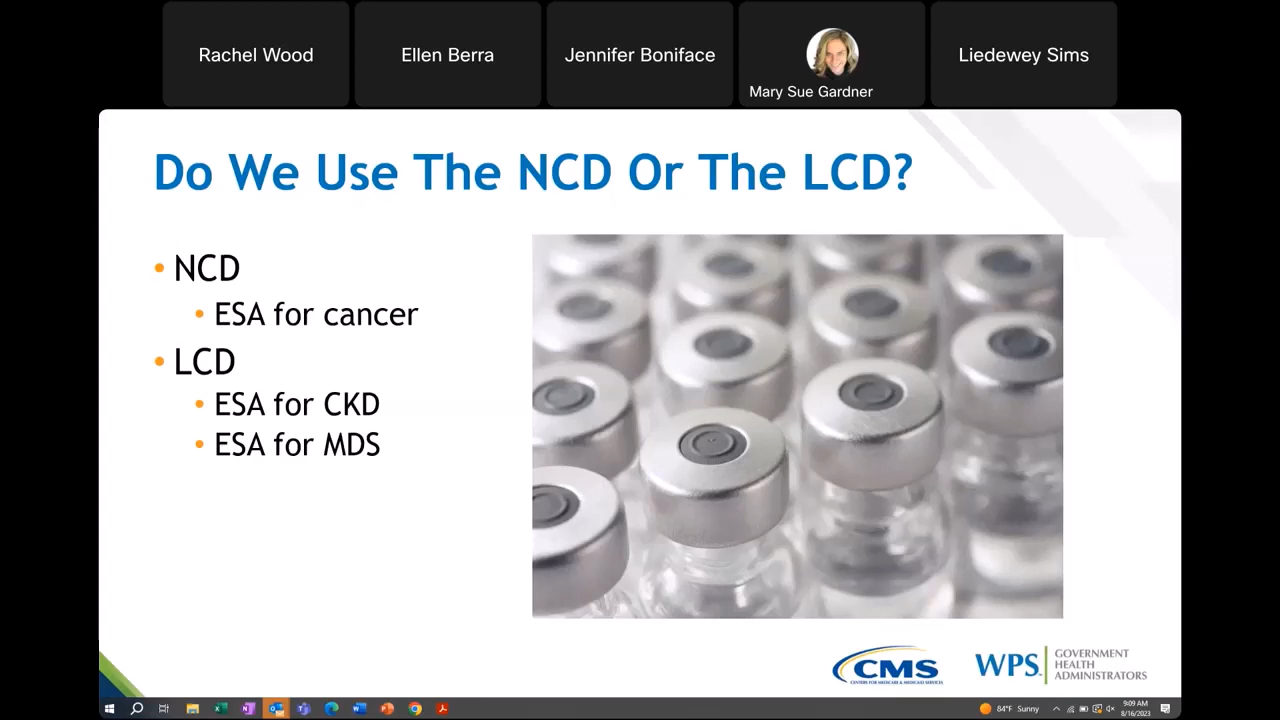 Rachel Wood
Ellen Berra
Jennifer Boniface
Mary Sue Gardner
Liedewey Sims
Do We Use The NCD Or The LCD?
• NCD
• ESA for cancer
• LCD
• ESA for CKD
• ESA for MDS
CMS
CENTERS FOR MEDICARE & MEDICAID SERVICES
WPS
GOVERNMENT
HEALTH
ADMINISTRATORS
84°F Sunny
9:09 AM
8/16/2023